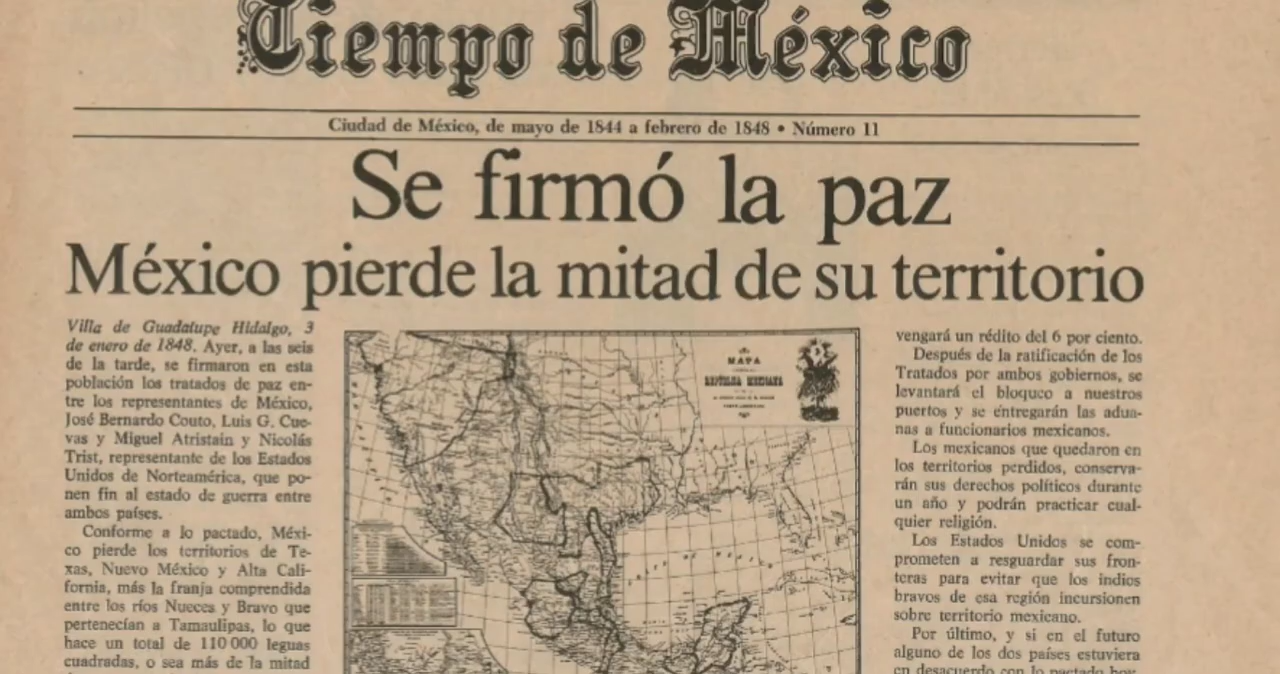 Tiempo de México
Ciudad de México, de mayo de 1844 a febrero de 1848 • Número 11
Se firmó la paz
México pierde la mitad de su territorio
Villa de Guadalupe Hidalgo, 3
de enero de 1848. Ayer, a las seis
de la tarde, se firmaron en esta
población los tratados de paz en-
tre los representantes de México,
José Bernardo Couto, Luis G. Cue-
vas y Miguel Atristain y Nicolás
Trist, representante de los Estados
Unidos de Norteamérica, que po-
nen fin al estado de guerra entre
ambos países.
Conforme a lo pactado, Méxi-
co pierde los territorios de Te-
xas, Nuevo México y Alta Cali-
fornia, más la franja comprendida
entre los ríos Nueces y Bravo que
pertenecían a Tamaulipas, lo que
hace un total de 110 000 leguas
cuadradas, o sea más de la mitad
MAPA
REPÚBLICA MEXICANA
GOLFO DE MEXICO
vengará un rédito del 6 por ciento.
Después de la ratificación de los
Tratados por ambos gobiernos, se
levantará el bloqueo a nuestros
puertos y se entregarán las adua-
nas a funcionarios mexicanos.
Los mexicanos que quedaron en
los territorios perdidos, conserva-
rán sus derechos políticos durante
un año y podrán practicar cual-
quier religión.
Los Estados Unidos se com-
prometen a resguardar sus fron-
teras para evitar que los indios
bravos de esa región incursionen
sobre territorio mexicano.
Por último, y si en el futuro
alguno de los dos países estuviera
en desacuerdo con lo pactado hoy,